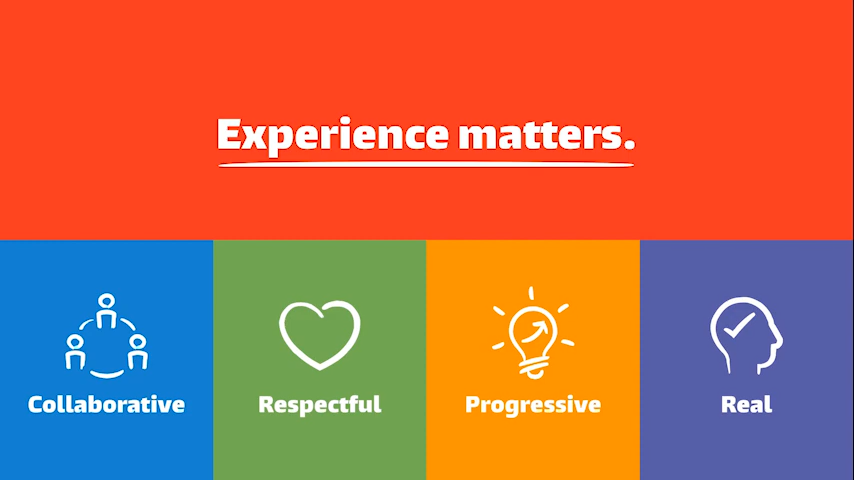 Experience matters.
Collaborative
Respectful
Progressive
Real